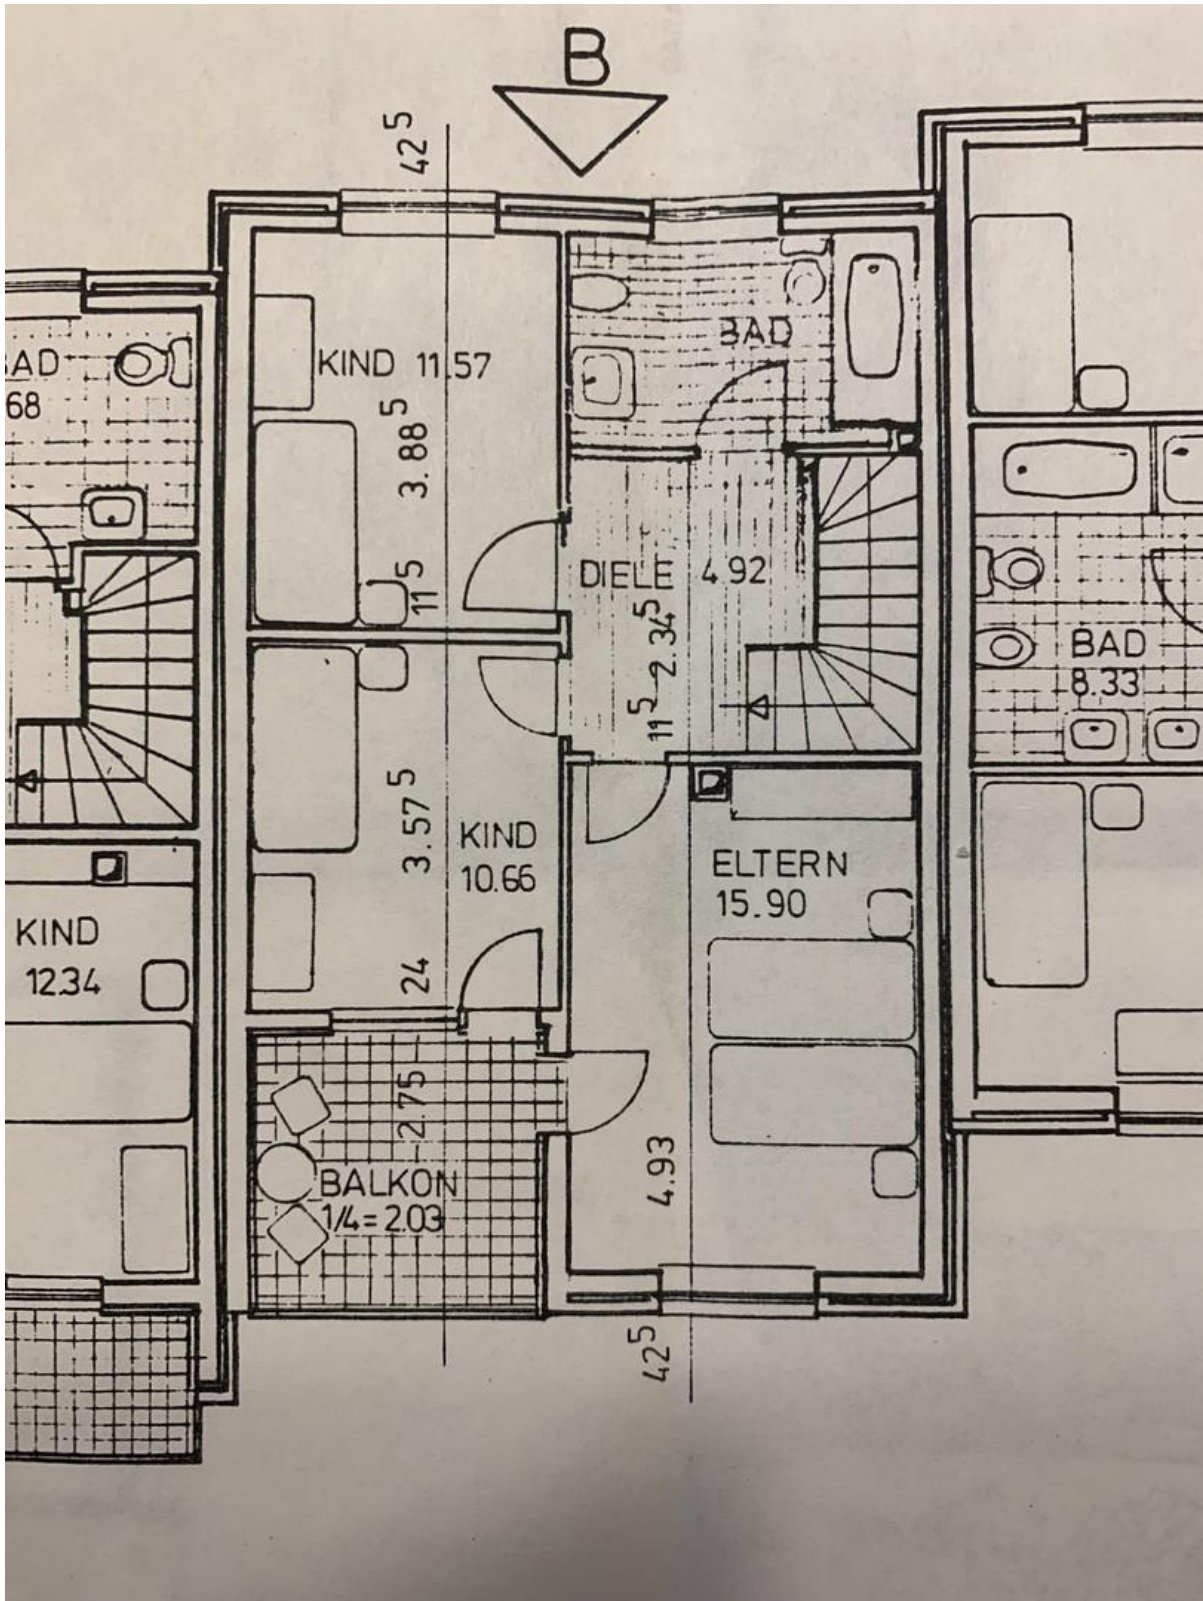 B
42⁵
BAD
KIND 11.57
AD
68
3.88⁵
DIELE 4.92
11⁵
2.34⁵
BAD
8.33
11⁵
3.57⁵
KIND
10.66
ELTERN
15.90
KIND
12.34
24
2.75
4.93
BALKON
1/4=2.03
42⁵